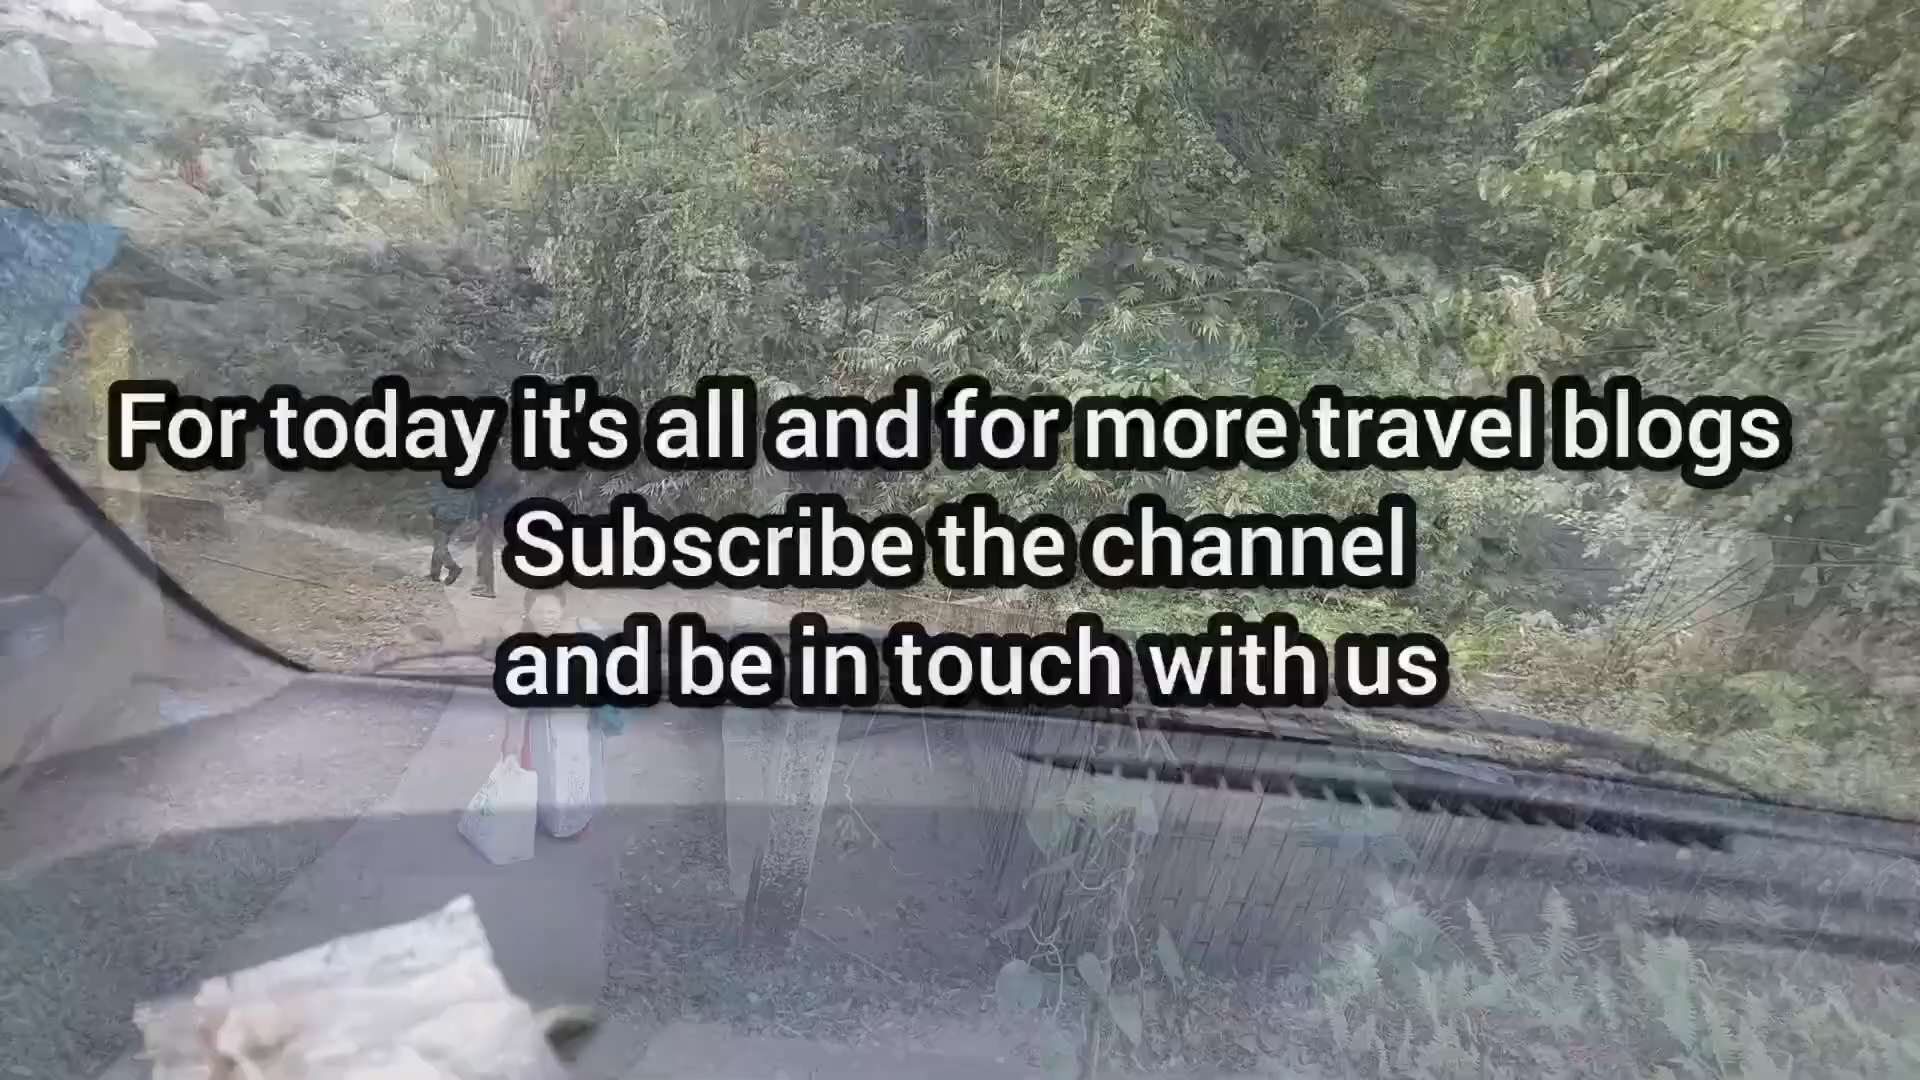 For today it's all and for more travel blogs
Subscribe the channel
and be in touch with us